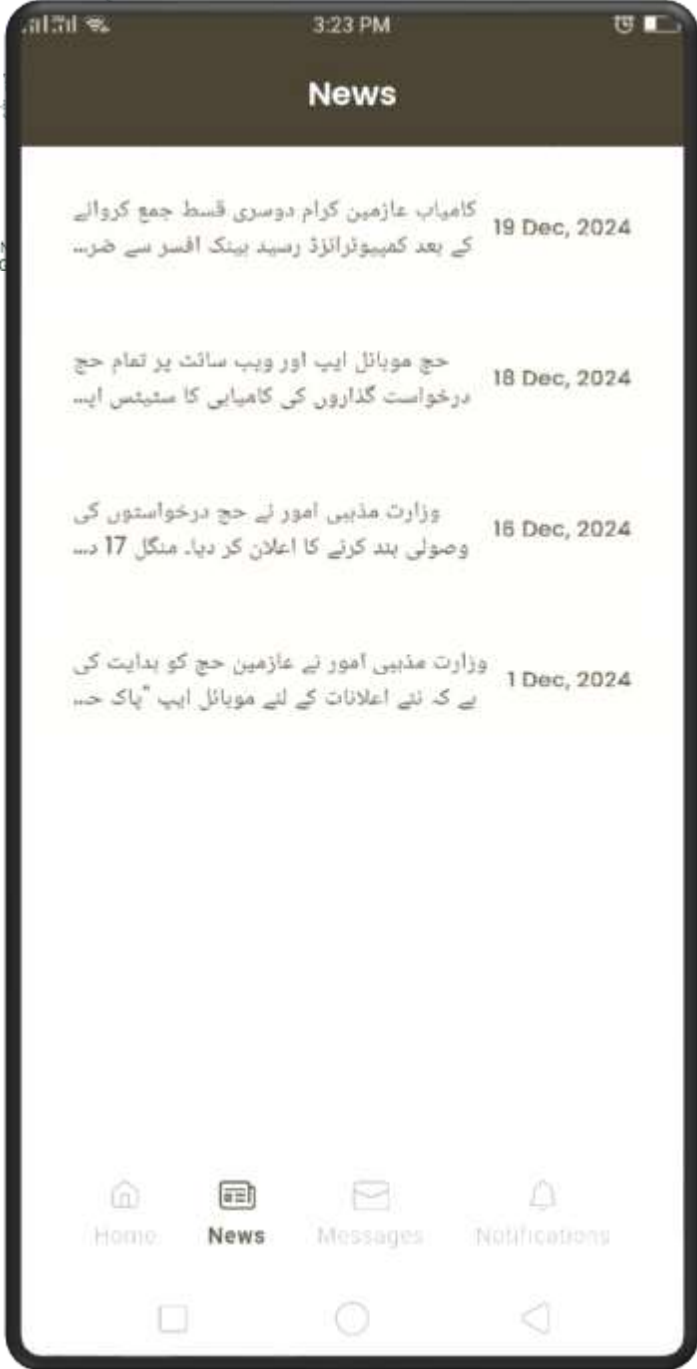 3:23 PM
News
کامیاب عازمین کرام دوسری قسط جمع کروانے
کے بعد کمپیوٹرائزڈ رسید بینک افسر سے ضر...
19 Dec, 2024
حج موبائل ایپ اور ویب سائٹ پر تمام حج
درخواست گذاروں کی کامیابی کا سٹیٹس اپ...
18 Dec, 2024
وزارت مذہبی امور نے حج درخواستوں کی
وصولی بند کرنے کا اعلان کر دیا۔ منگل 17 د...
16 Dec, 2024
وزارت مذہبی امور نے عازمین حج کو ہدایت کی
ہے کہ نئے اعلانات کے لئے موبائل ایپ "پاک حـ...
1 Dec, 2024
Home
News
Messages
Notifications